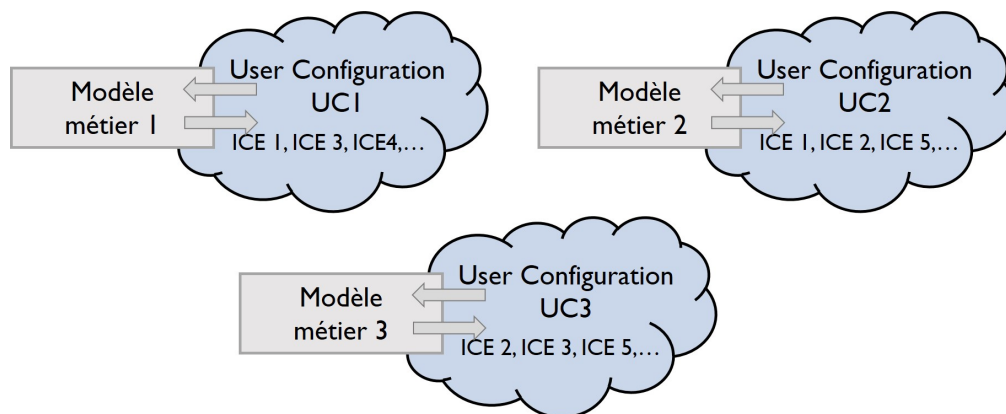 Modèle
métier 1
User Configuration
UC1
ICE 1, ICE 3, ICE4,...
Modèle
métier 2
User Configuration
UC2
ICE 1, ICE 2, ICE 5,...
Modèle
métier 3
User Configuration
UC3
ICE 2, ICE 3, ICE 5,...